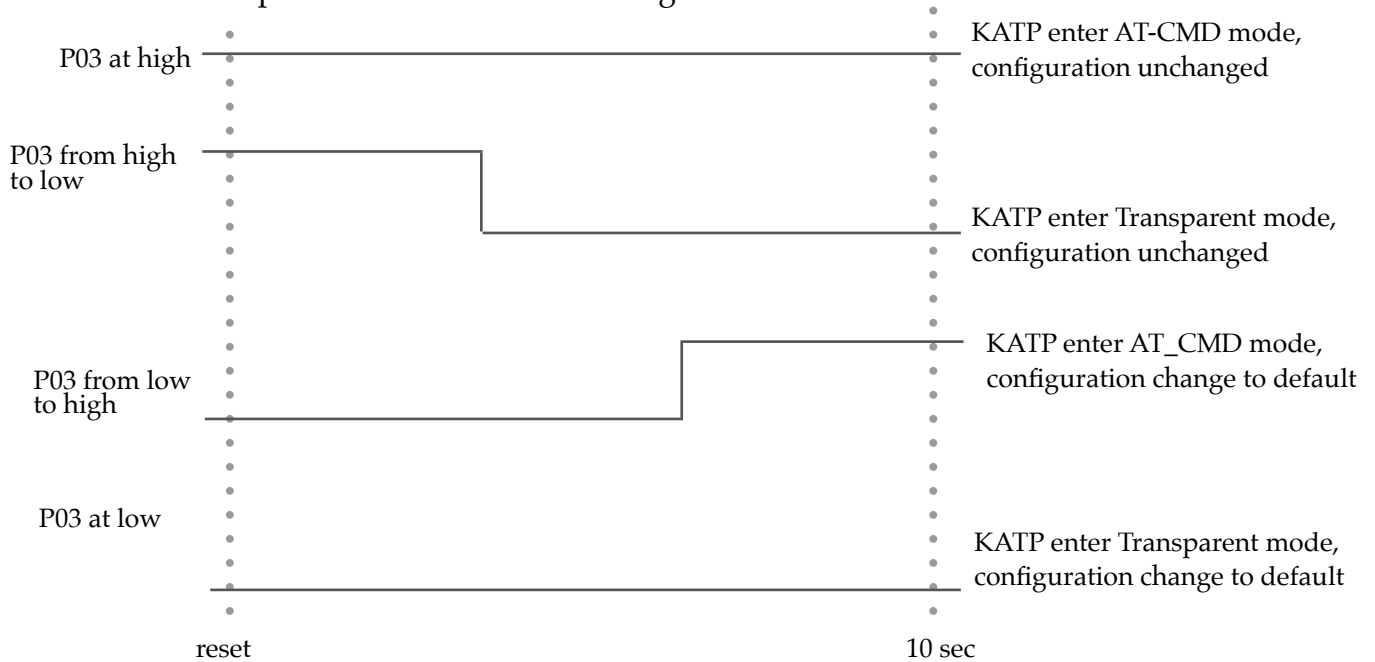 P03 at high
KATP enter AT-CMD mode,
configuration unchanged
P03 from high
to low
KATP enter Transparent mode,
configuration unchanged
P03 from low
to high
KATP enter AT_CMD mode,
configuration change to default
P03 at low
KATP enter Transparent mode,
configuration change to default
reset
10 sec